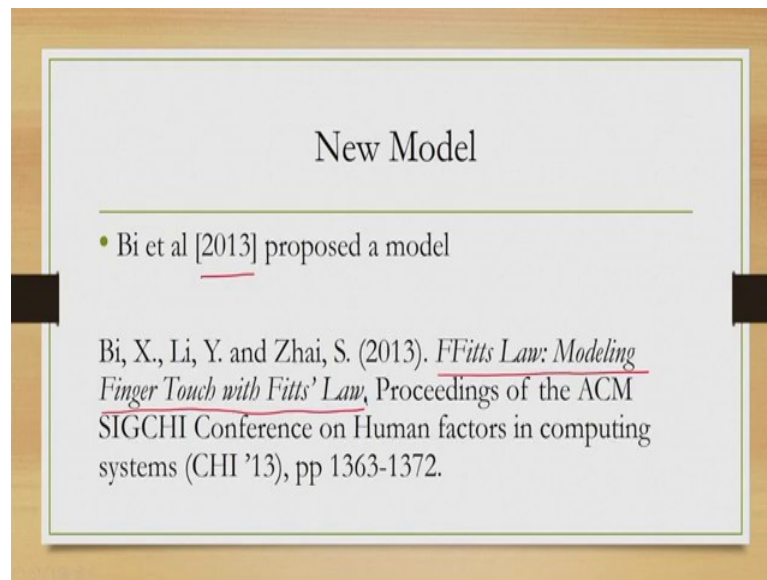 New Model
• Bi et al [2013] proposed a model
Bi, X., Li, Y. and Zhai, S. (2013). FFitts Law: Modeling
Finger Touch with Fitts' Law, Proceedings of the ACM
SIGCHI Conference on Human factors in computing
systems (CHI '13), pp 1363-1372.